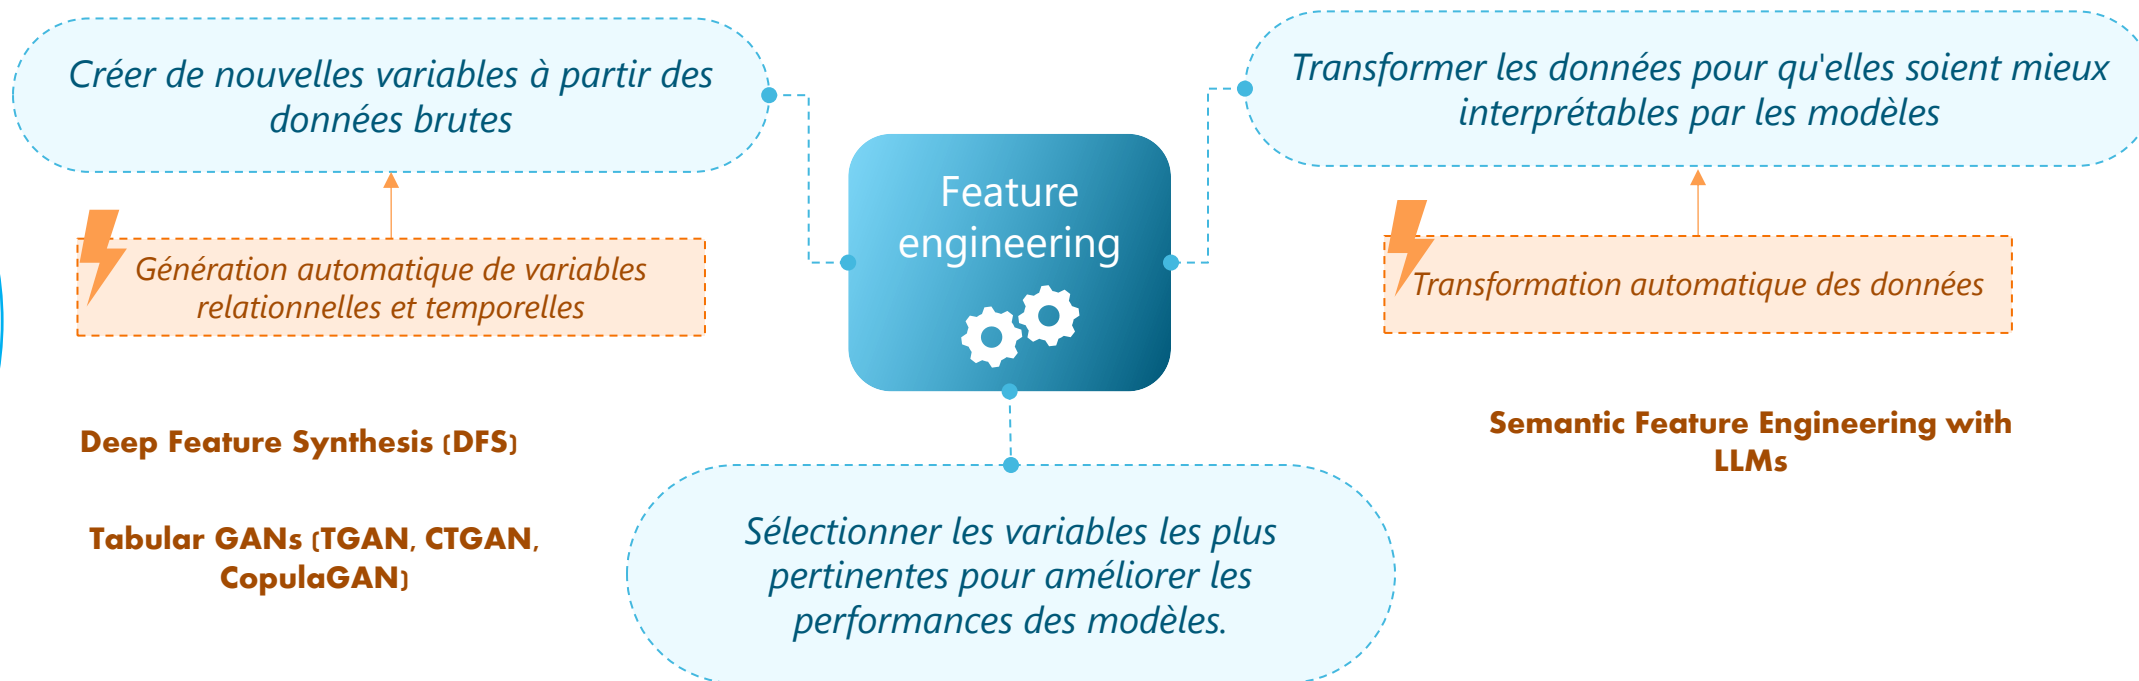 Créer de nouvelles variables à partir des
données brutes
Génération automatique de variables
relationnelles et temporelles
Deep Feature Synthesis (DFS)
Tabular GANs (TGAN, CTGAN,
CopulaGAN)
Feature
engineering
Sélectionner les variables les plus
pertinentes pour améliorer les
performances des modèles.
Transformer les données pour qu'elles soient mieux
interprétables par les modèles
Transformation automatique des données
Semantic Feature Engineering with
LLMs